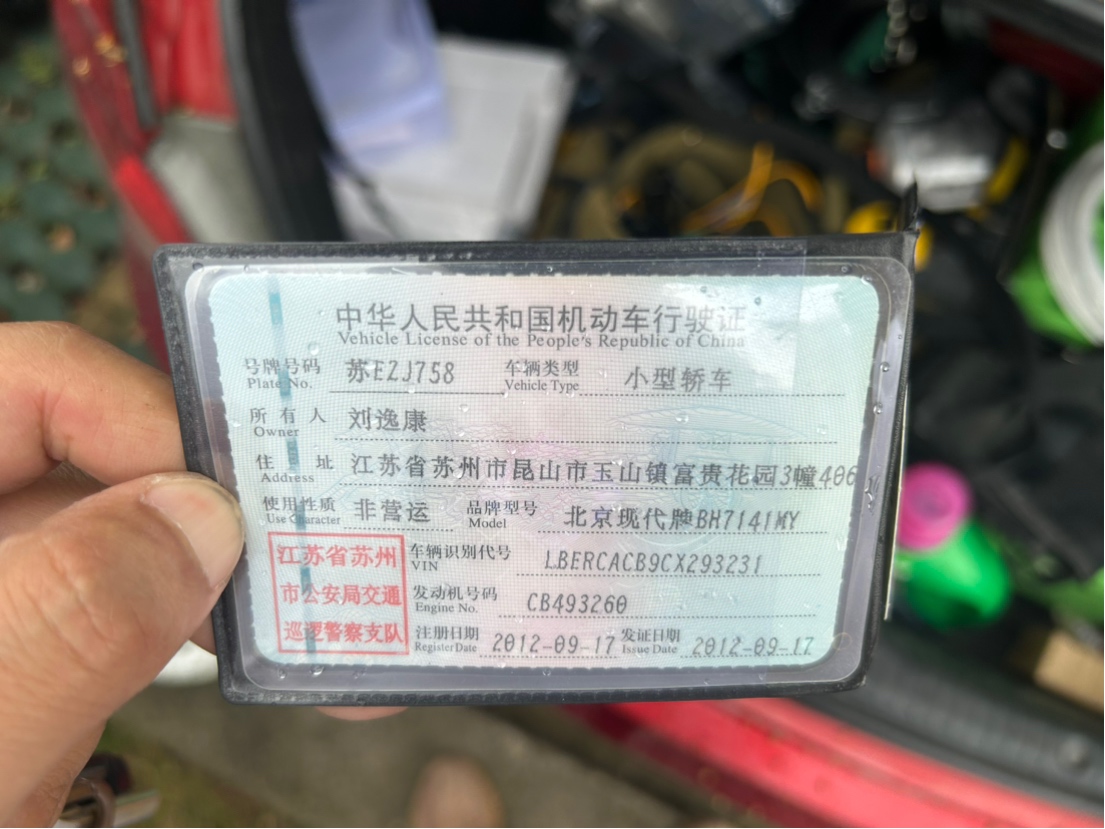 中华人民共和国机动车行驶证
Vehicle License of the People's Republic of China
号牌号码 苏E2J758 车辆类型 小型轿车
Plate No. Vehicle Type
所有人 刘逸康
Owner
住址 江苏省苏州市昆山市玉山镇富贵花园3幢406
Address
使用性质 非营运 品牌型号 北京现代牌BH7141MY
Use Character Model
江苏省苏州 车辆识别代号 LBERCACB9CX293231
VIN
市公安局交通 发动机号码 CB493260
Engine No.
巡逻警察支队 注册日期 2012-09-17 发证日期 2012-09-17
Register Date Issue Date